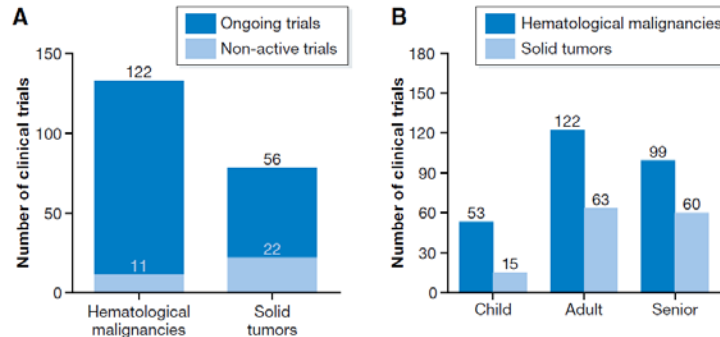 A
Ongoing trials
Non-active trials
Number of clinical trials
150
100
50
0
122
11
56
22
Hematological
malignancies
Solid
tumors
B
Hematological malignancies
Solid tumors
Number of clinical trials
180
150
120
90
60
30
0
53
15
122
63
99
60
Child
Adult
Senior